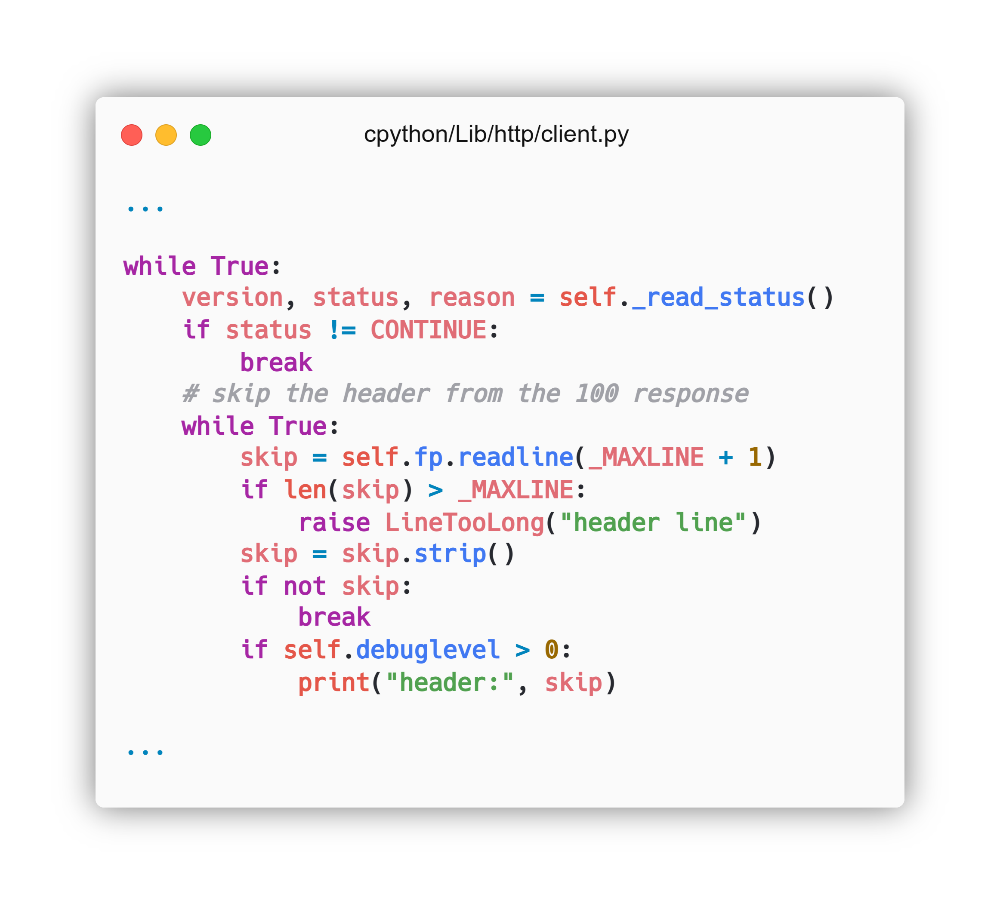 cpython/Lib/http/client.py
...
while True:
    version, status, reason = self._read_status()
    if status != CONTINUE:
        break
    # skip the header from the 100 response
    while True:
        skip = self.fp.readline(_MAXLINE + 1)
        if len(skip) > _MAXLINE:
            raise LineTooLong("header line")
        skip = skip.strip()
        if not skip:
            break
        if self.debuglevel > 0:
            print("header:", skip)
...